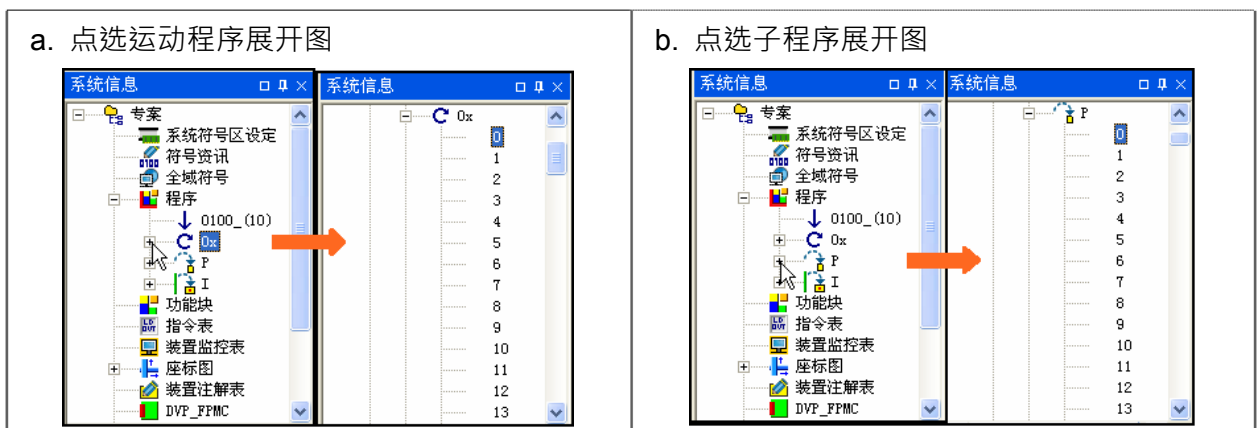 a. 点选运动程序展开图
系统信息
专案
系统符号区设定
符号资讯
全域符号
程序
O100_(10)
Ox
P
I
功能块
指令表
装置监控表
座标图
装置注解表
DVP_FPMC
系统信息
Ox
0
1
2
3
4
5
6
7
8
9
10
11
12
13
b. 点选子程序展开图
系统信息
专案
系统符号区设定
符号资讯
全域符号
程序
O100_(10)
Ox
P
I
功能块
指令表
装置监控表
座标图
装置注解表
DVP_FPMC
系统信息
P
0
1
2
3
4
5
6
7
8
9
10
11
12
13